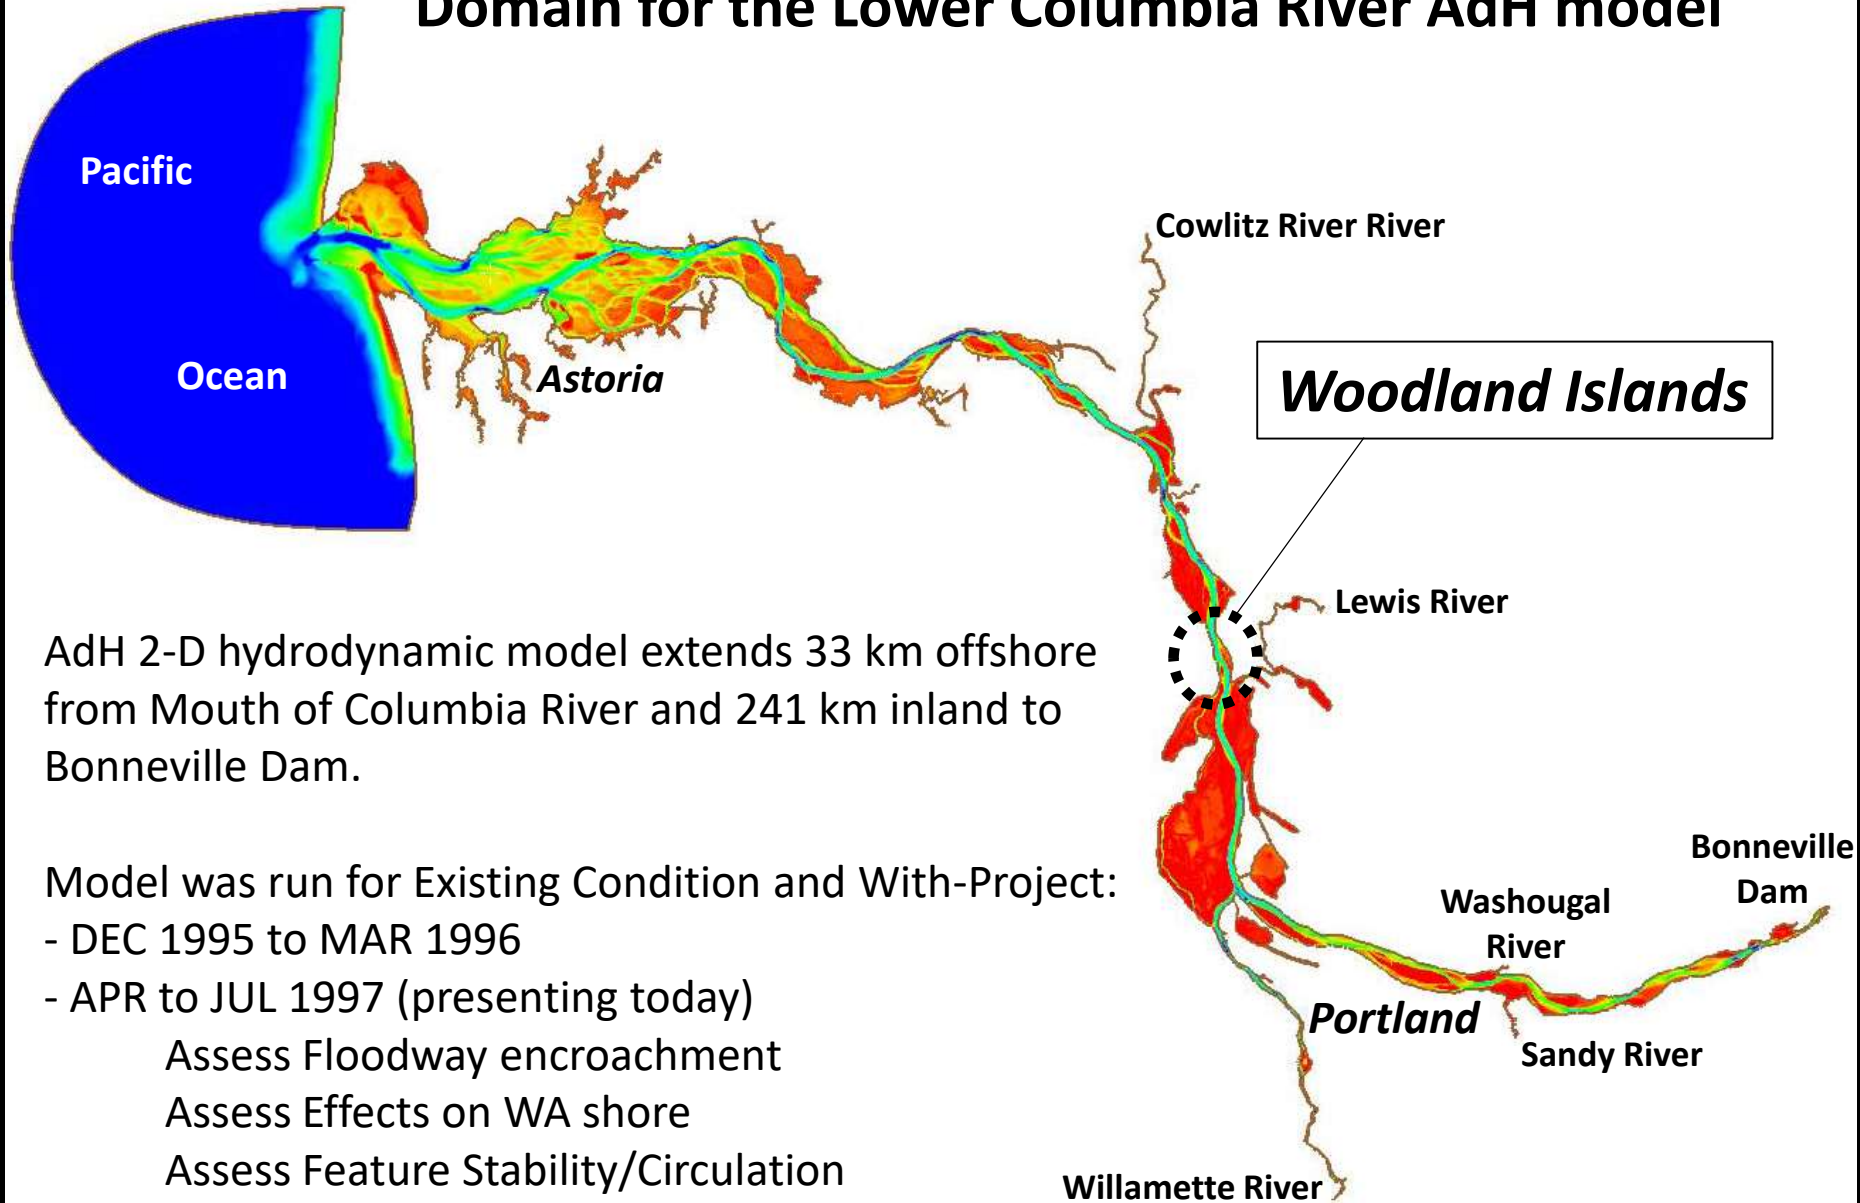 Domain for the Lower Columbia River AdH model
Pacific
Ocean
Astoria
Cowlitz River River
Woodland Islands
Lewis River
AdH 2-D hydrodynamic model extends 33 km offshore
from Mouth of Columbia River and 241 km inland to
Bonneville Dam.
Model was run for Existing Condition and With-Project:
- DEC 1995 to MAR 1996
- APR to JUL 1997 (presenting today)
Assess Floodway encroachment
Assess Effects on WA shore
Assess Feature Stability/Circulation
Bonneville
Dam
Washougal
River
Portland
Sandy River
Willamette River